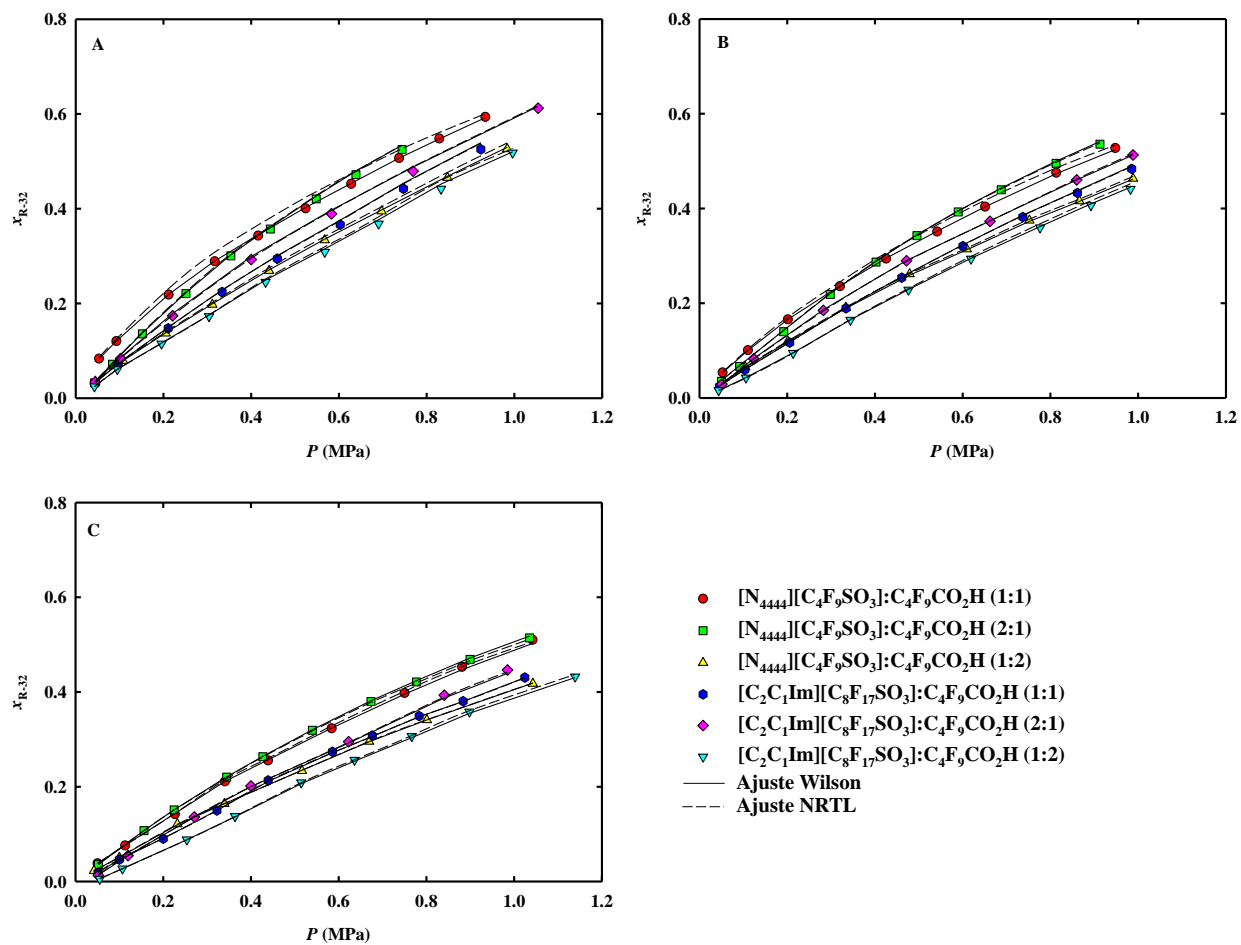 A
0.8
0.6
0.4
0.2
0.0
x_R-32
0.0 0.2 0.4 0.6 0.8 1.0 1.2
P (MPa)
B
0.8
0.6
0.4
0.2
0.0
x_R-32
0.0 0.2 0.4 0.6 0.8 1.0 1.2
P (MPa)
C
0.8
0.6
0.4
0.2
0.0
x_R-32
0.0 0.2 0.4 0.6 0.8 1.0 1.2
P (MPa)
[N₄₄₄₄][C₄F₉SO₃]:C₄F₉CO₂H (1:1)
[N₄₄₄₄][C₄F₉SO₃]:C₄F₉CO₂H (2:1)
[N₄₄₄₄][C₄F₉SO₃]:C₄F₉CO₂H (1:2)
[C₂C₁Im][C₈F₁₇SO₃]:C₄F₉CO₂H (1:1)
[C₂C₁Im][C₈F₁₇SO₃]:C₄F₉CO₂H (2:1)
[C₂C₁Im][C₈F₁₇SO₃]:C₄F₉CO₂H (1:2)
Ajuste Wilson
Ajuste NRTL